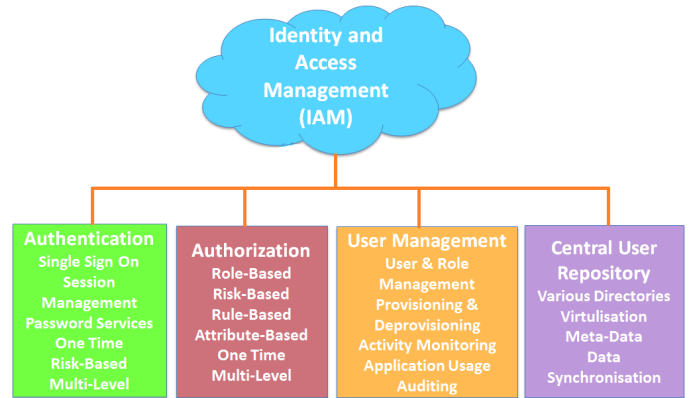 Identity and
Access
Management
(IAM)
Authentication
Single Sign On
Session
Management
Password Services
One Time
Risk-Based
Multi-Level
Authorization
Role-Based
Risk-Based
Rule-Based
Attribute-Based
One Time
Multi-Level
User Management
User & Role
Management
Provisioning &
Deprovisioning
Activity Monitoring
Application Usage
Auditing
Central User
Repository
Various Directories
Virtulisation
Meta-Data
Data
Synchronisation